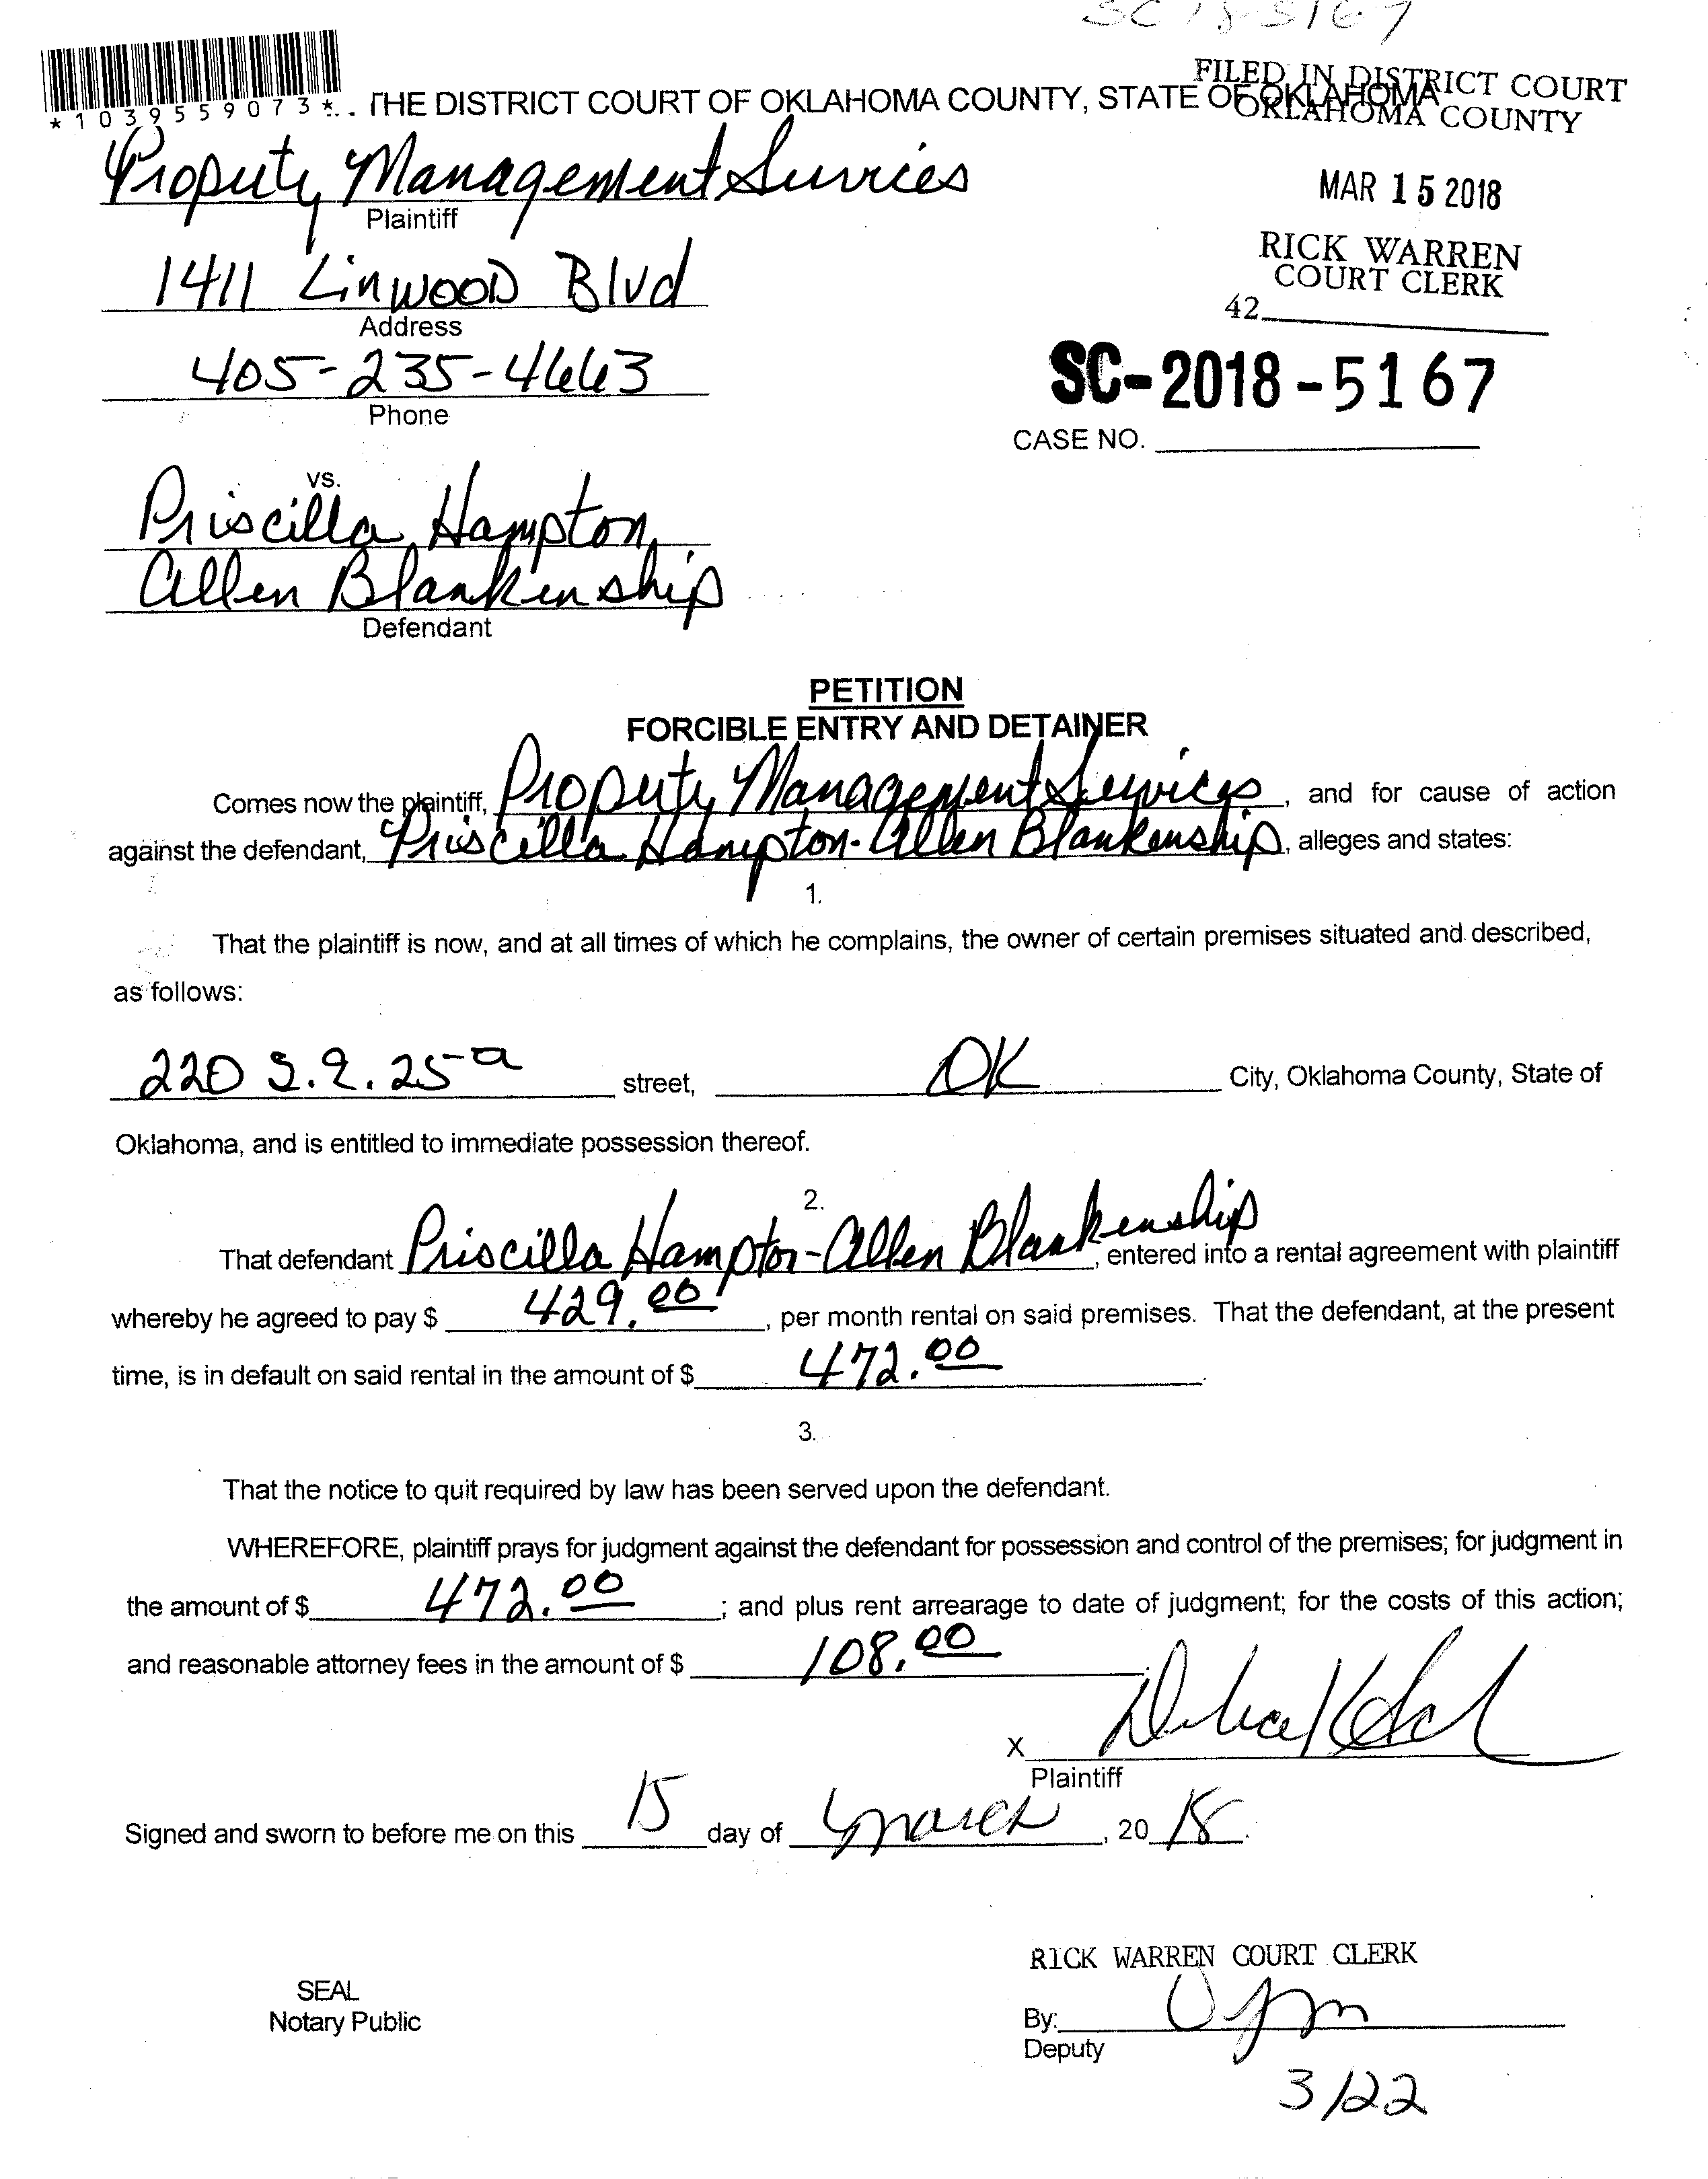 SC 18-5167
*1039559073*
THE DISTRICT COURT OF OKLAHOMA COUNTY, STATE OF OKLAHOMA
FILED IN DISTRICT COURT
OKLAHOMA COUNTY
Property Management Services
Plaintiff
MAR 15 2018
1411 Linwood Blvd
Address
RICK WARREN
COURT CLERK
42
405-235-4663
Phone
SC-2018-5167
CASE NO.
vs.
Priscilla Hampton
Allen Blankenship
Defendant
PETITION
FORCIBLE ENTRY AND DETAINER
Comes now the plaintiff, Property Management Services, and for cause of action
against the defendant, Priscilla Hampton-Allen Blankenship, alleges and states:
1.
That the plaintiff is now, and at all times of which he complains, the owner of certain premises situated and described,
as follows:
220 S.E. 25-a street, OK City, Oklahoma County, State of
Oklahoma, and is entitled to immediate possession thereof.
2.
That defendant Priscilla Hampton-Allen Blankenship, entered into a rental agreement with plaintiff
whereby he agreed to pay $ 429.00, per month rental on said premises. That the defendant, at the present
time, is in default on said rental in the amount of $ 472.00.
3.
That the notice to quit required by law has been served upon the defendant.
WHEREFORE, plaintiff prays for judgment against the defendant for possession and control of the premises; for judgment in
the amount of $ 472.00; and plus rent arrearage to date of judgment; for the costs of this action;
and reasonable attorney fees in the amount of $ 108.00.
X
Plaintiff
Signed and sworn to before me on this 15 day of March, 20 18.
RICK WARREN COURT CLERK
SEAL
Notary Public
By:
Deputy
3/22